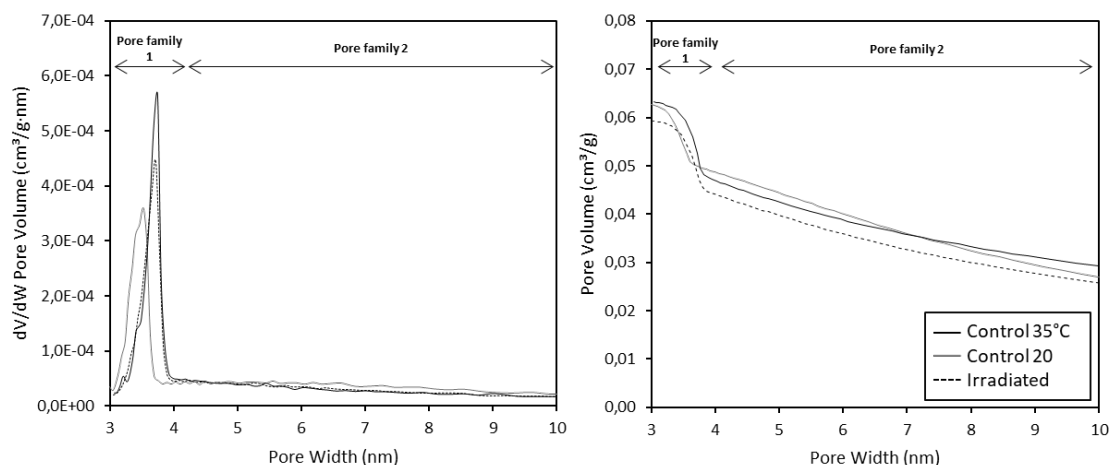 7,0E-04
6,0E-04
5,0E-04
4,0E-04
3,0E-04
2,0E-04
1,0E-04
0,0E+00
dV/dW Pore Volume (cm³/g·nm)
Pore family
1
Pore family 2
3 4 5 6 7 8 9 10
Pore Width (nm)
0,08
0,07
0,06
0,05
0,04
0,03
0,02
0,01
0,00
Pore Volume (cm³/g)
Pore family
1
Pore family 2
Control 35°C
Control 20
Irradiated
3 4 5 6 7 8 9 10
Pore Width (nm)